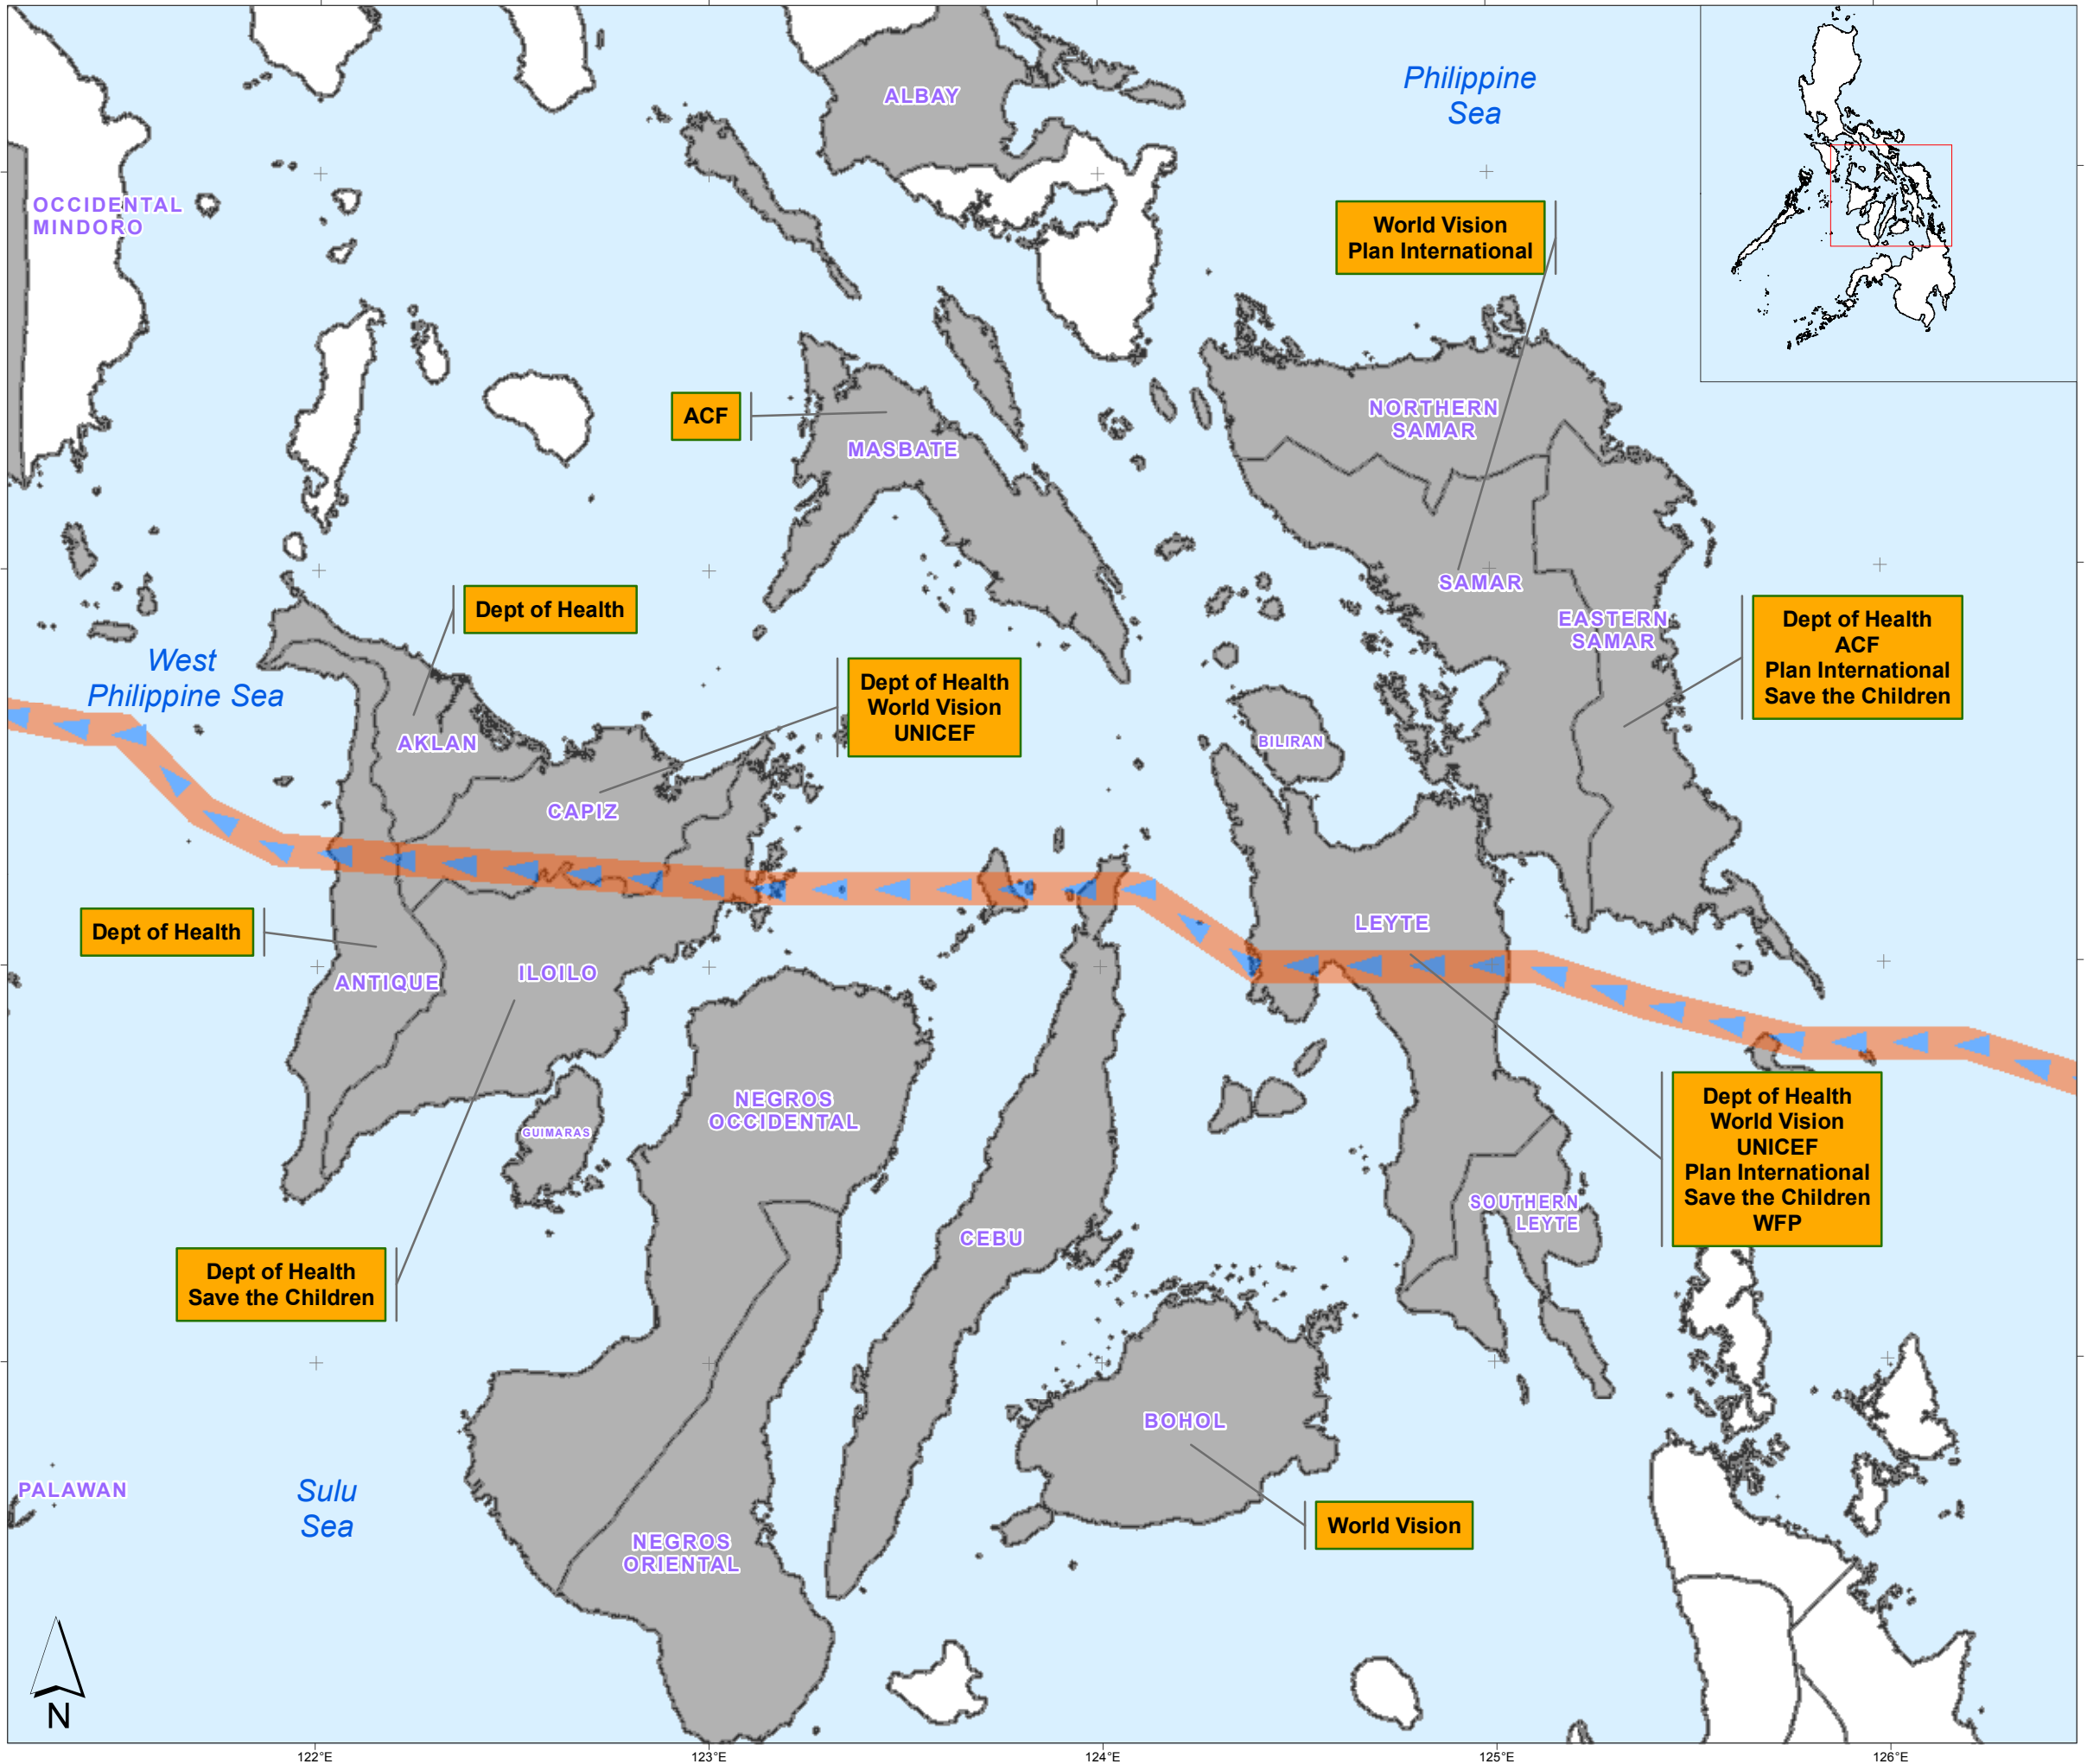 Philippine
Sea
ALBAY
OCCIDENTAL
MINDORO
World Vision
Plan International
ACF
MASBATE
NORTHERN
SAMAR
SAMAR
EASTERN
SAMAR
Dept of Health
Dept of Health
ACF
Plan International
Save the Children
West
Philippine Sea
Dept of Health
World Vision
UNICEF
AKLAN
BILIRAN
CAPIZ
LEYTE
Dept of Health
ANTIQUE
ILOILO
NEGROS
OCCIDENTAL
GUIMARAS
Dept of Health
World Vision
UNICEF
Plan International
Save the Children
WFP
SOUTHERN
LEYTE
CEBU
Dept of Health
Save the Children
BOHOL
PALAWAN
Sulu
Sea
World Vision
NEGROS
ORIENTAL
N
122°E
123°E
124°E
125°E
126°E